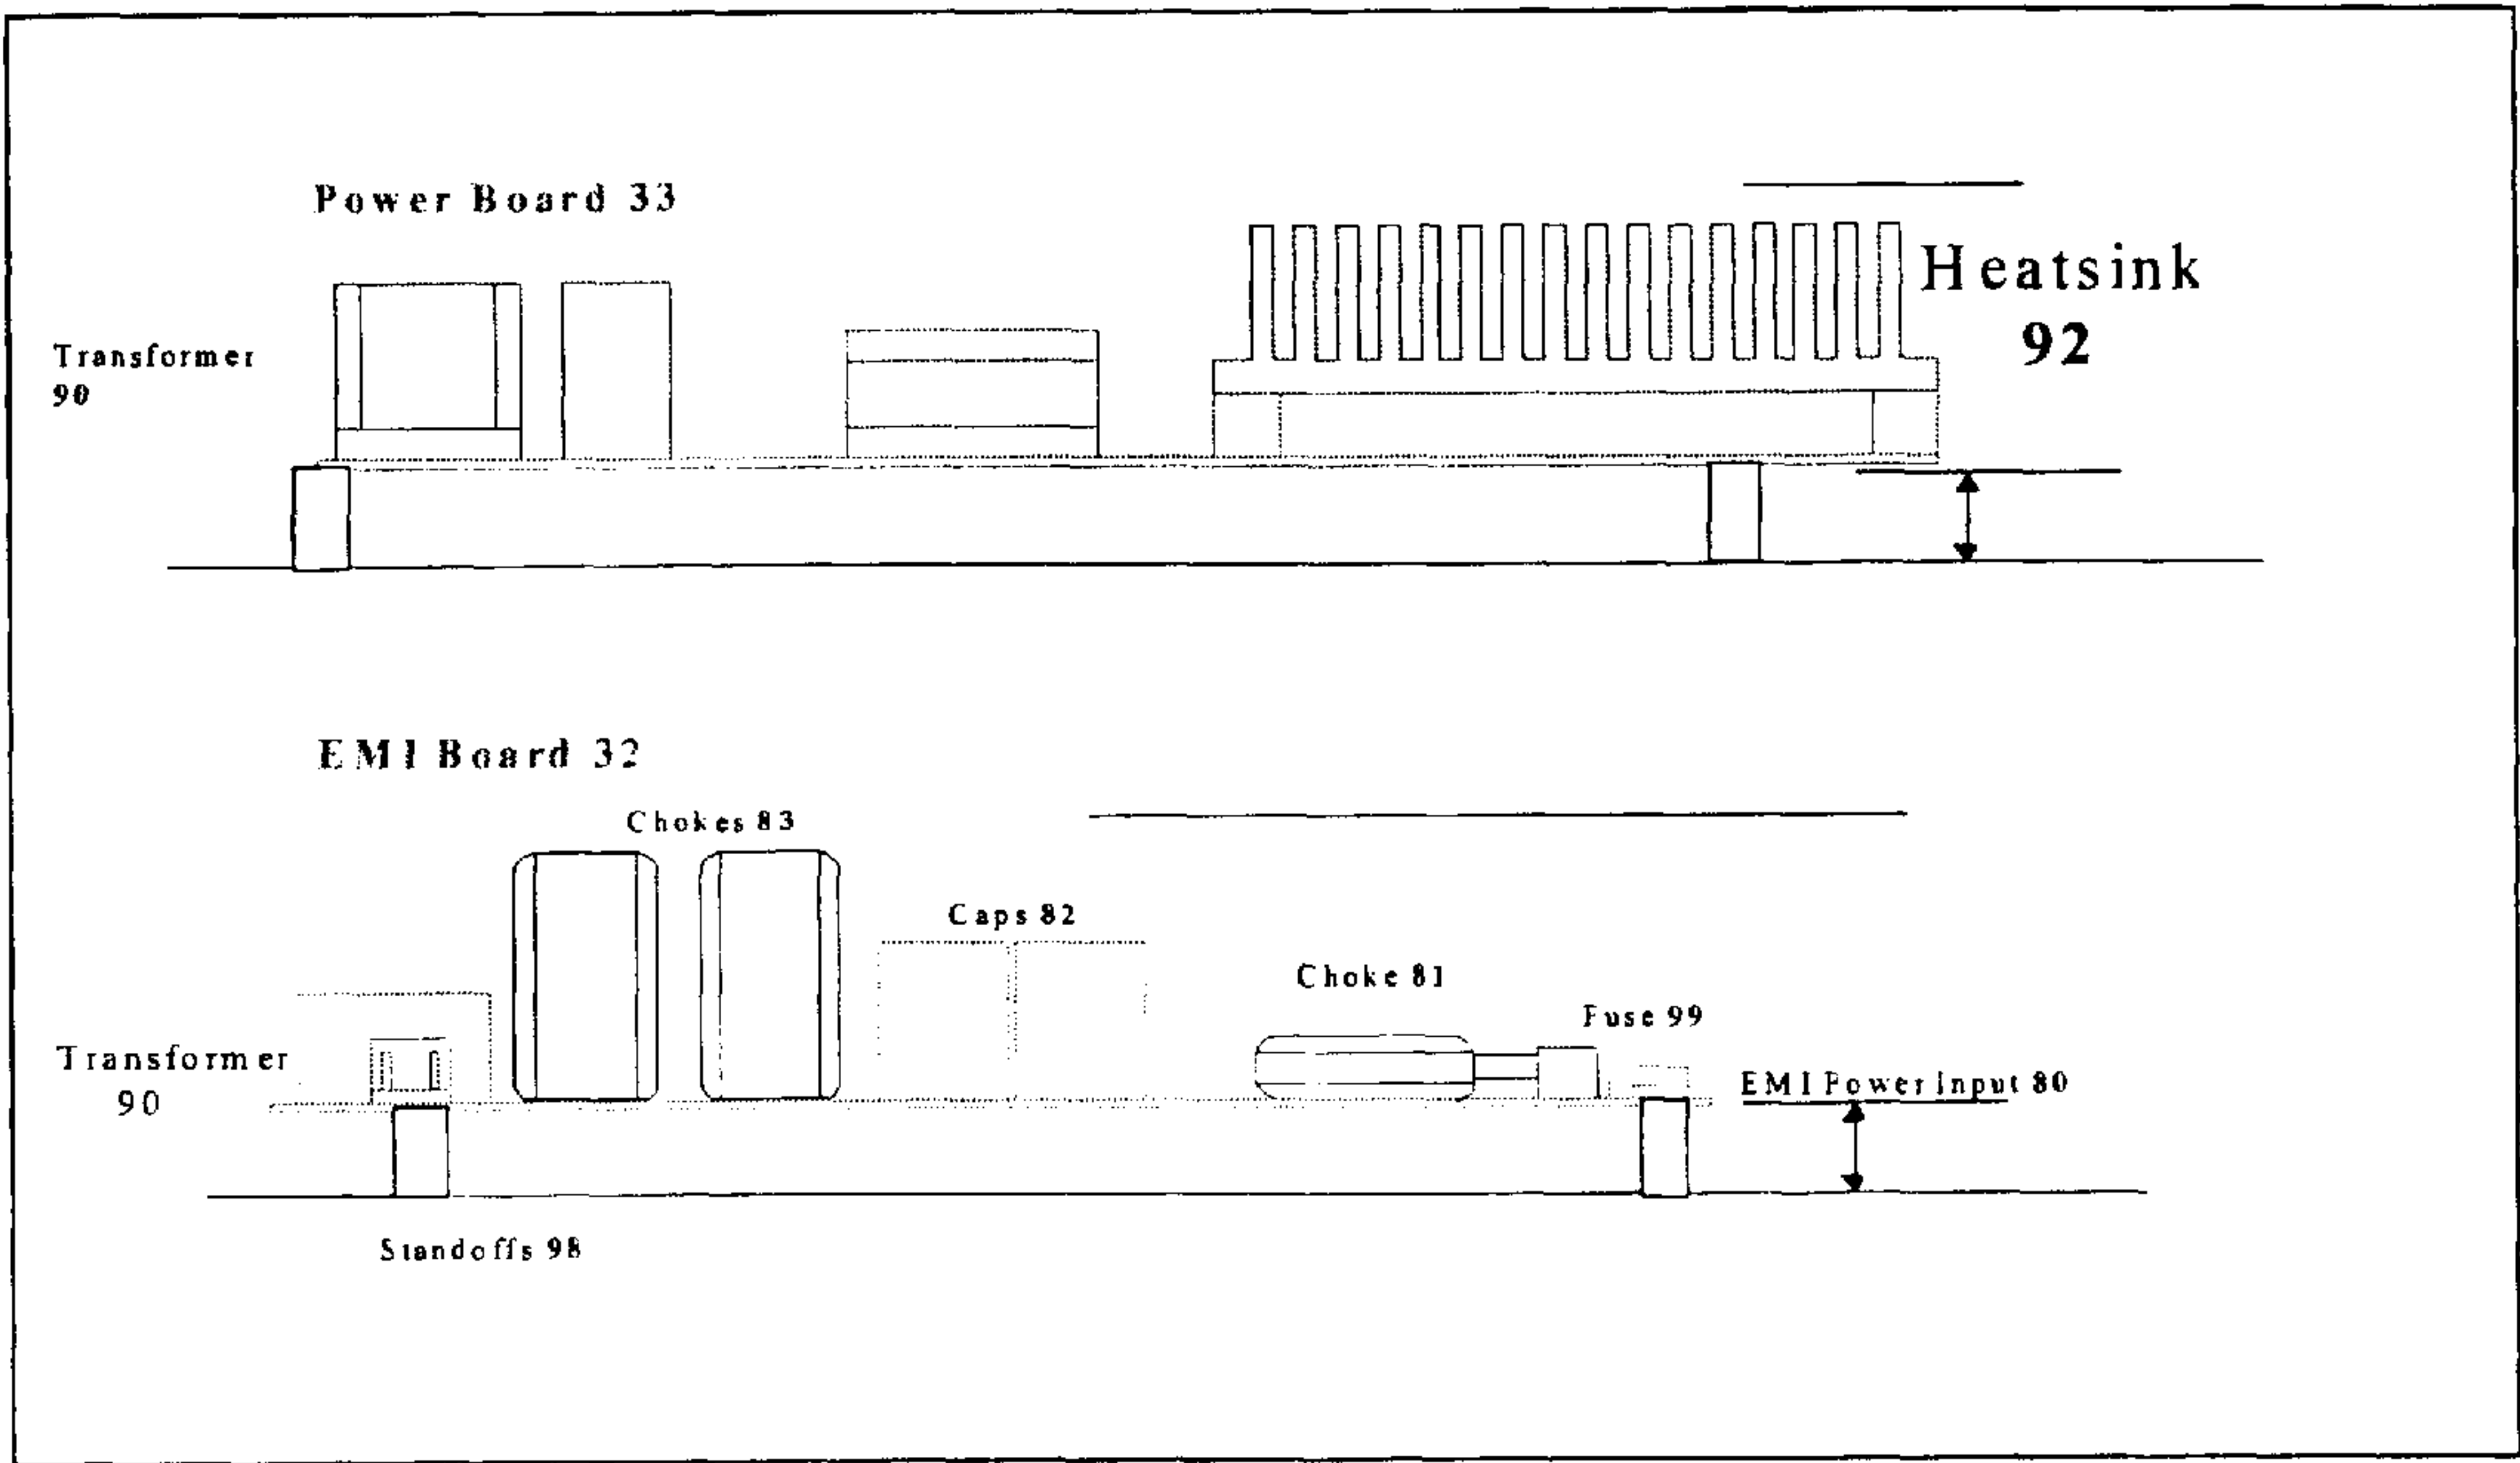 Power Board 33
Heatsink
92
Transformer
90
EMI Board 32
Chokes 83
Caps 82
Choke 81
Fuse 99
Transformer
90
EMI Power Input 80
Standoffs 98